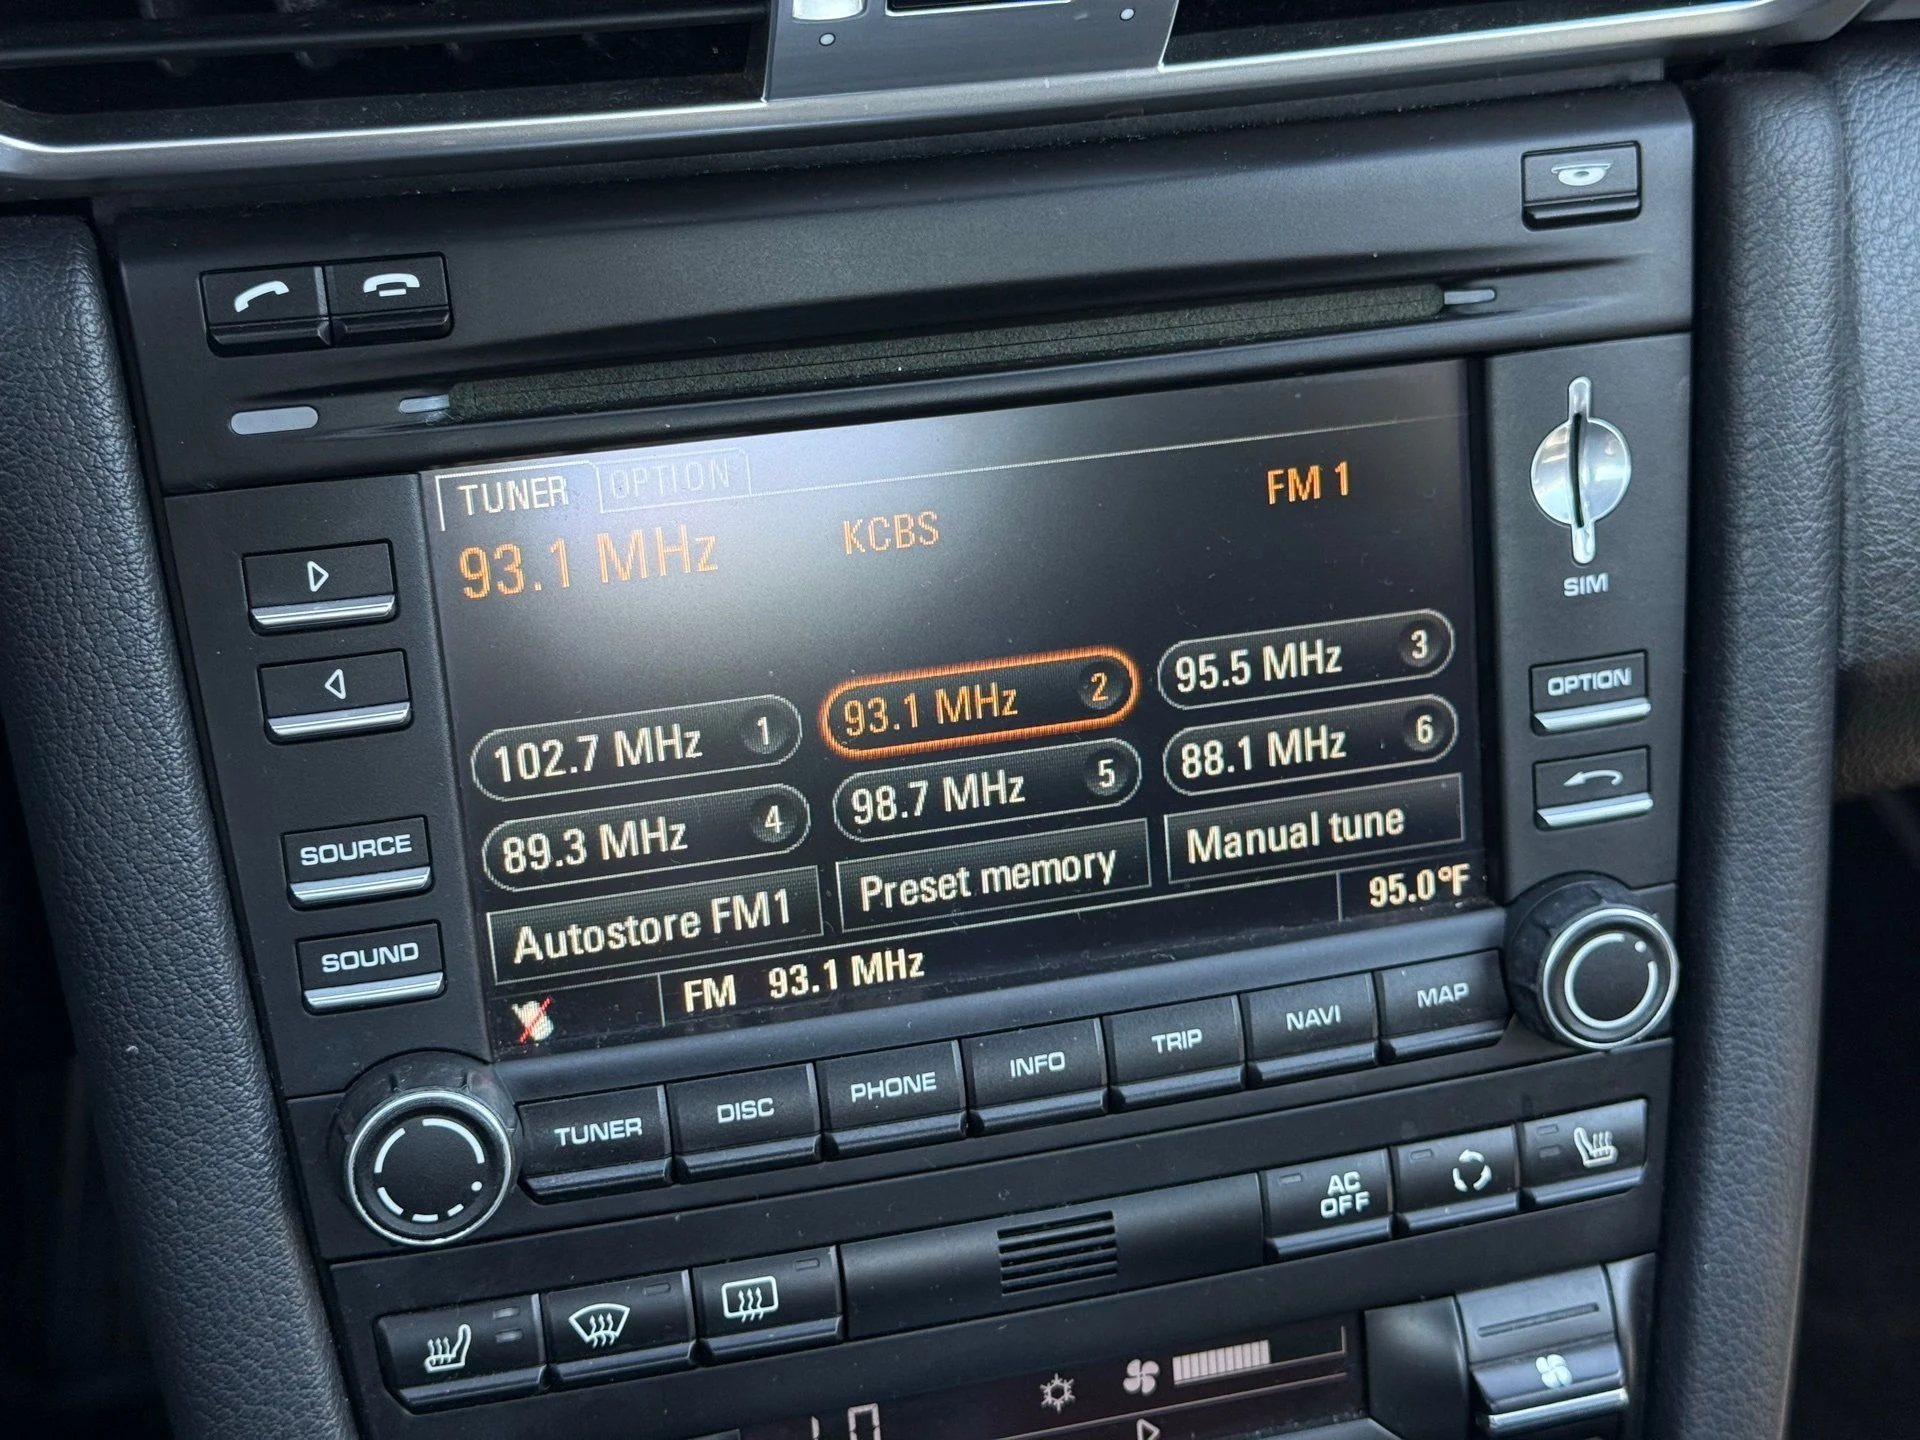 TUNER OPTION
FM 1
93.1 MHz KCBS
SIM
102.7 MHz 1
93.1 MHz 2
95.5 MHz 3
89.3 MHz 4
98.7 MHz 5
88.1 MHz 6
Autostore FM1
Preset memory
Manual tune
FM 93.1 MHz
95.0°F
SOURCE
SOUND
OPTION
TUNER
DISC
PHONE
INFO
TRIP
NAVI
MAP
AC
OFF